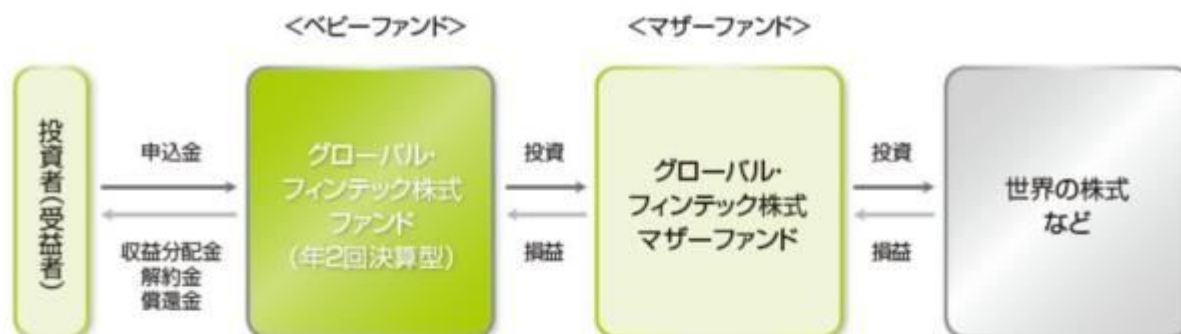 <ベビーファンド>
<マザーファンド>
投資者(受益者)
申込金
収益分配金
解約金
償還金
グローバル・
フィンテック株式
ファンド
(年2回決算型)
投資
損益
グローバル・
フィンテック株式
マザーファンド
投資
損益
世界の株式
など